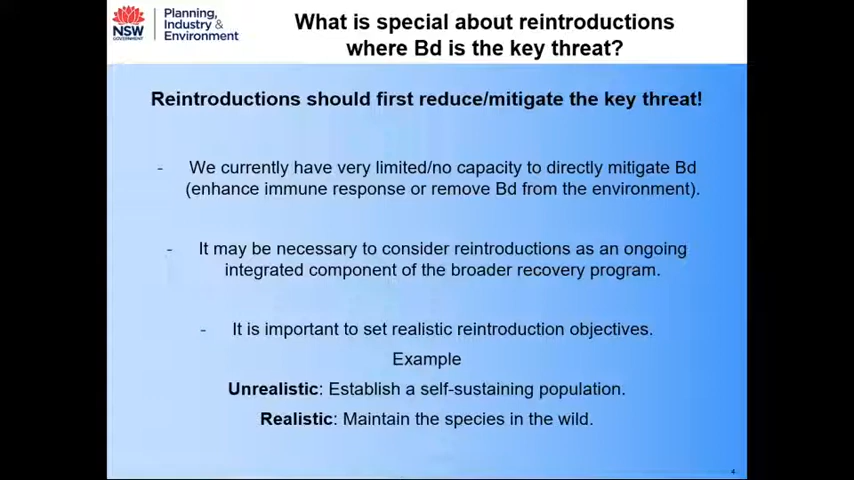 NSW
GOVERNMENT
Planning,
Industry &
Environment
What is special about reintroductions
where Bd is the key threat?
Reintroductions should first reduce/mitigate the key threat!
- We currently have very limited/no capacity to directly mitigate Bd
(enhance immune response or remove Bd from the environment).
- It may be necessary to consider reintroductions as an ongoing
integrated component of the broader recovery program.
- It is important to set realistic reintroduction objectives.
Example
Unrealistic: Establish a self-sustaining population.
Realistic: Maintain the species in the wild.
4